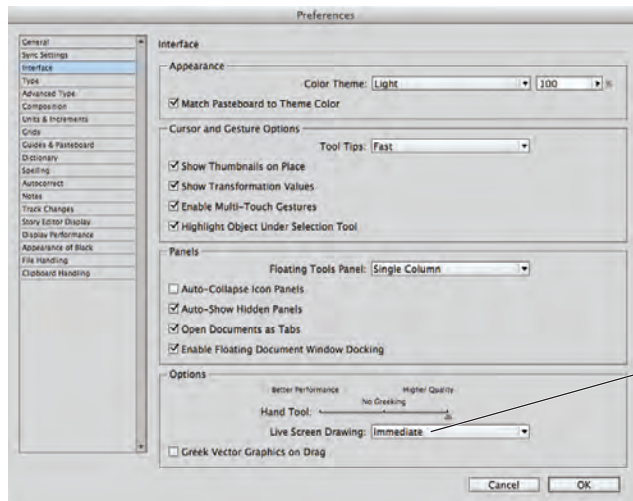 Preferences
General
Sync Settings
Interface
Type
Advanced Type
Composition
Units & Increments
Grids
Guides & Pasteboard
Dictionary
Spelling
Autocorrect
Notes
Track Changes
Story Editor Display
Display Performance
Appearance of Black
File Handling
Clipboard Handling
Interface
Appearance
Color Theme: Light 100 %
Match Pasteboard to Theme Color
Cursor and Gesture Options
Tool Tips: Fast
Show Thumbnails on Place
Show Transformation Values
Enable Multi-Touch Gestures
Highlight Object Under Selection Tool
Panels
Floating Tools Panel: Single Column
Auto-Collapse Icon Panels
Auto-Show Hidden Panels
Open Documents as Tabs
Enable Floating Document Window Docking
Options
Better Performance Higher Quality
No Greeking
Hand Tool:
Live Screen Drawing: Immediate
Greek Vector Graphics on Drag
Cancel OK